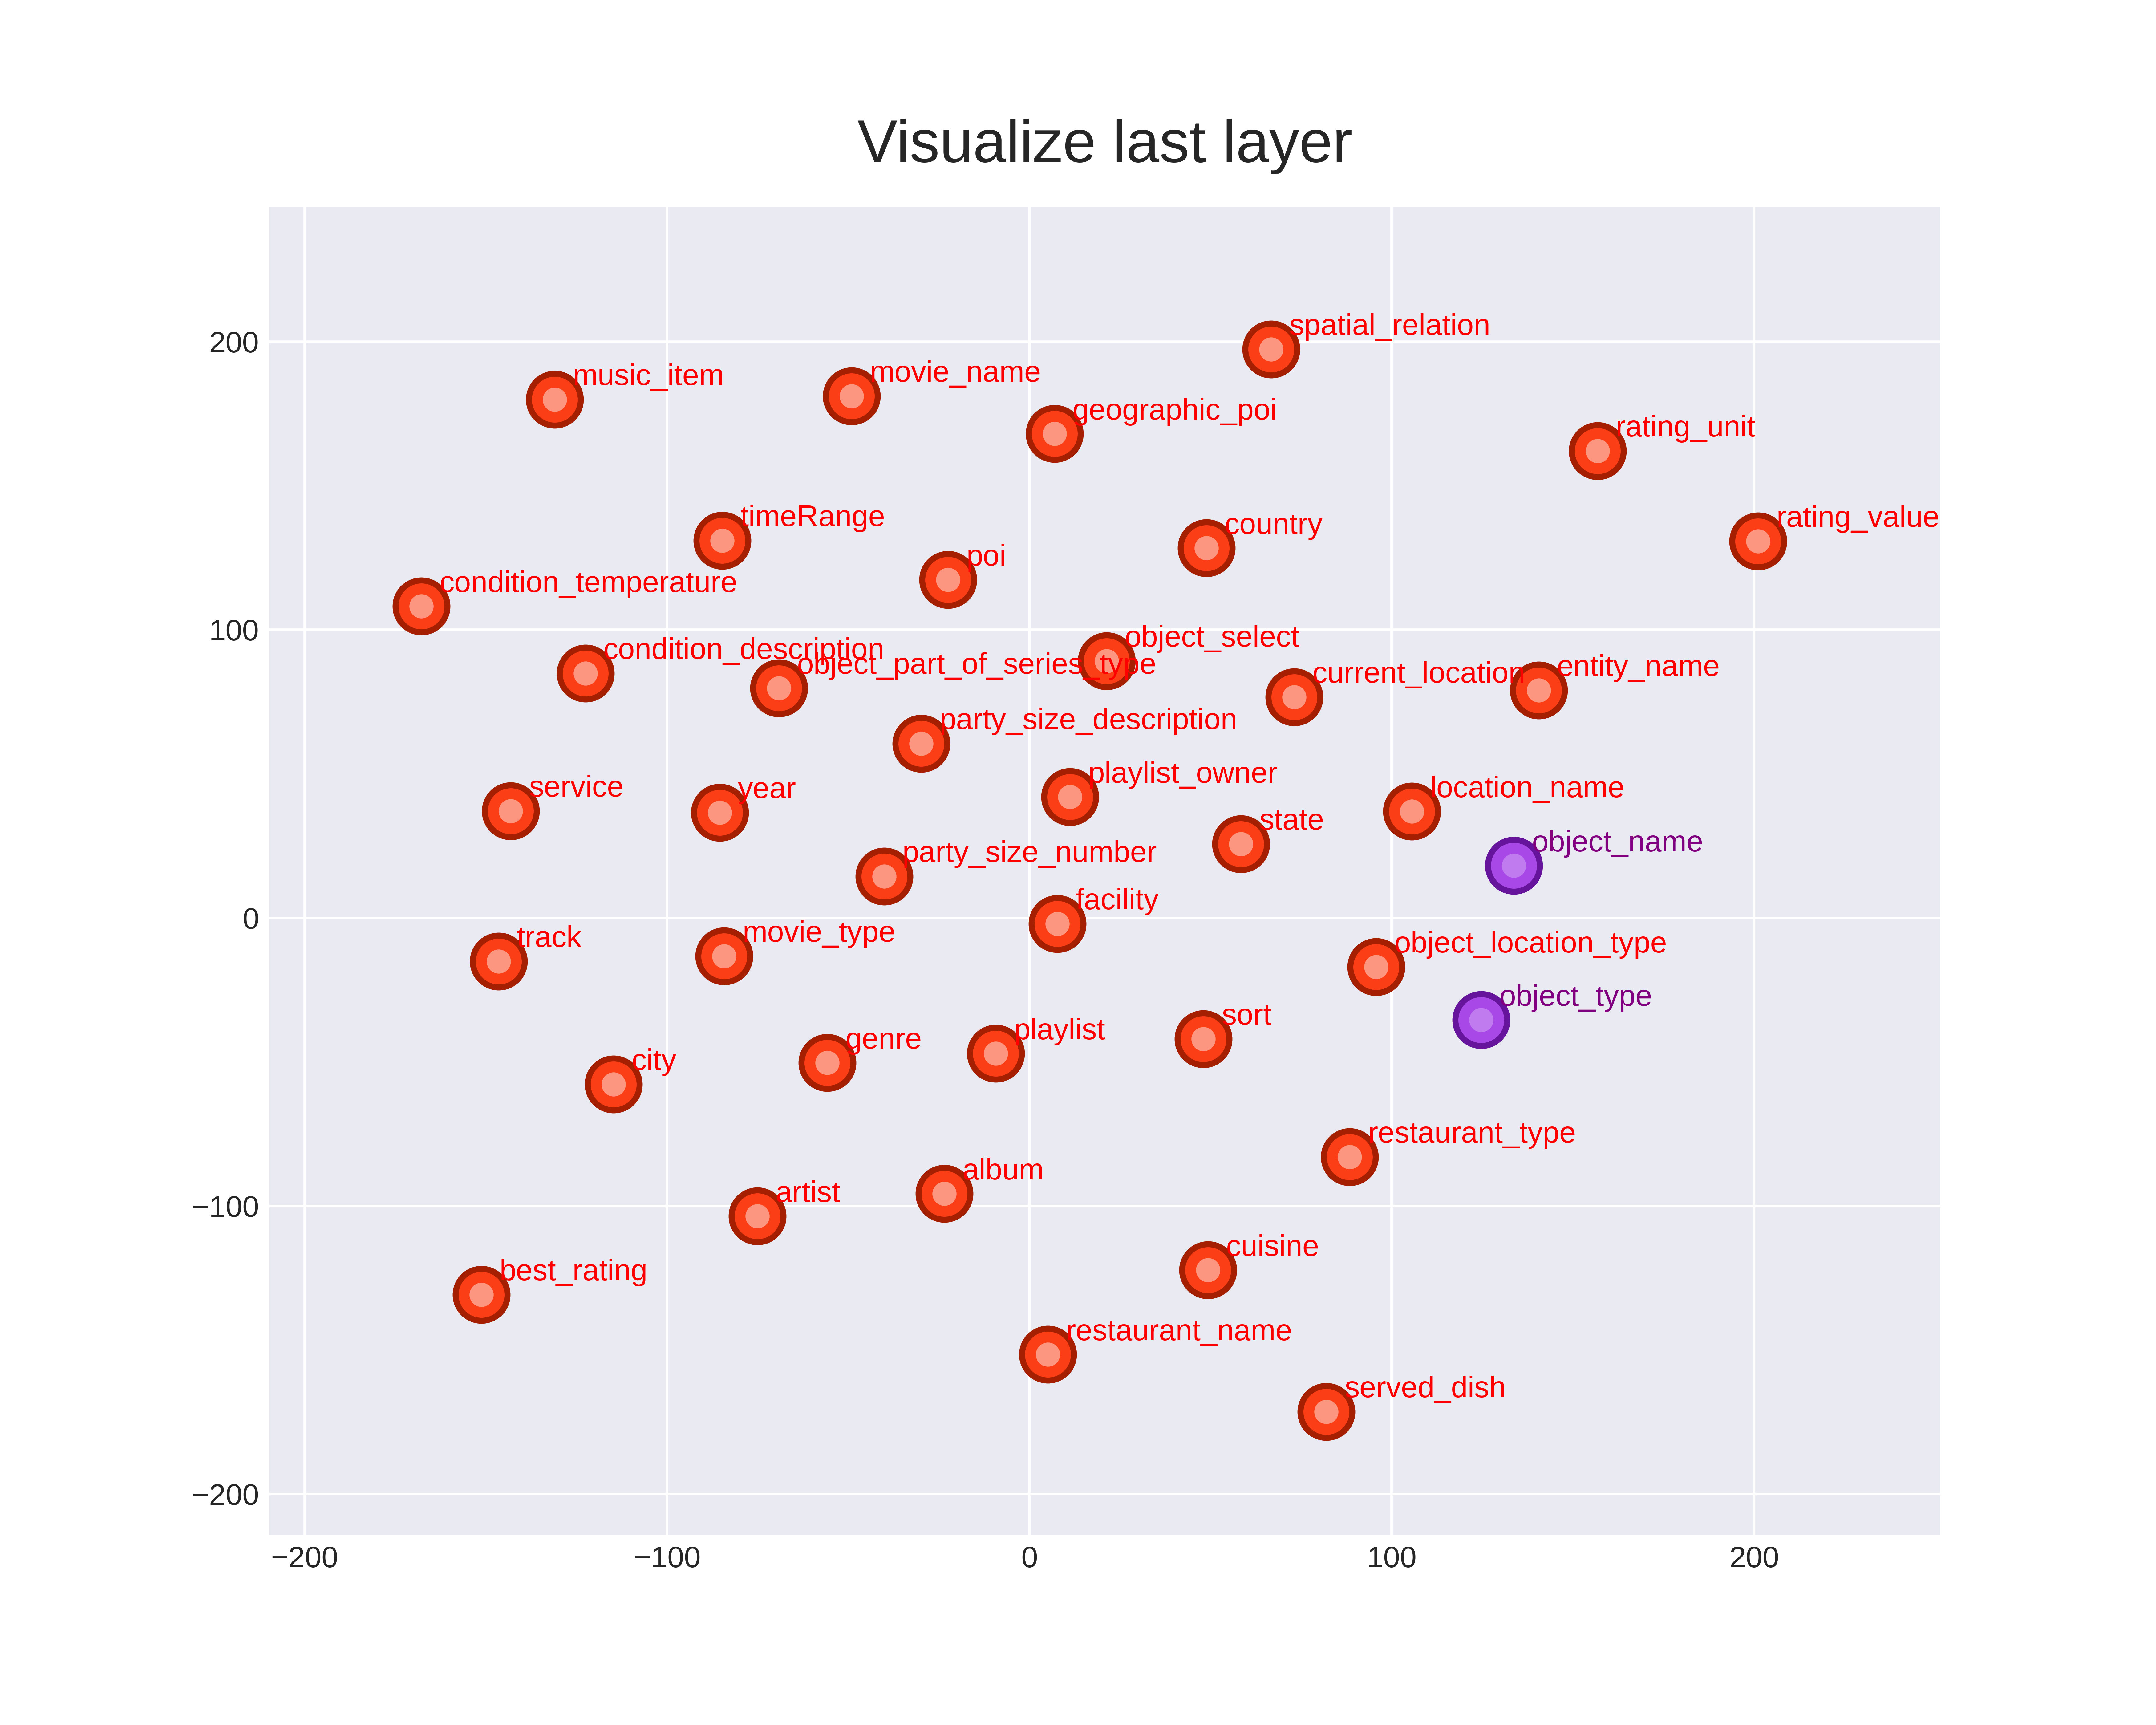 Visualize last layer
200
100
0
−100
−200
spatial_relation
music_item
movie_name
geographic_poi
rating_unit
timeRange
country
rating_value
poi
condition_temperature
object_select
condition_description
object_part_of_series_type
current_location
entity_name
party_size_description
playlist_owner
service
year
location_name
state
object_name
party_size_number
facility
track
movie_type
object_location_type
object_type
sort
playlist
genre
city
restaurant_type
album
artist
cuisine
best_rating
restaurant_name
served_dish
−200
−100
0
100
200